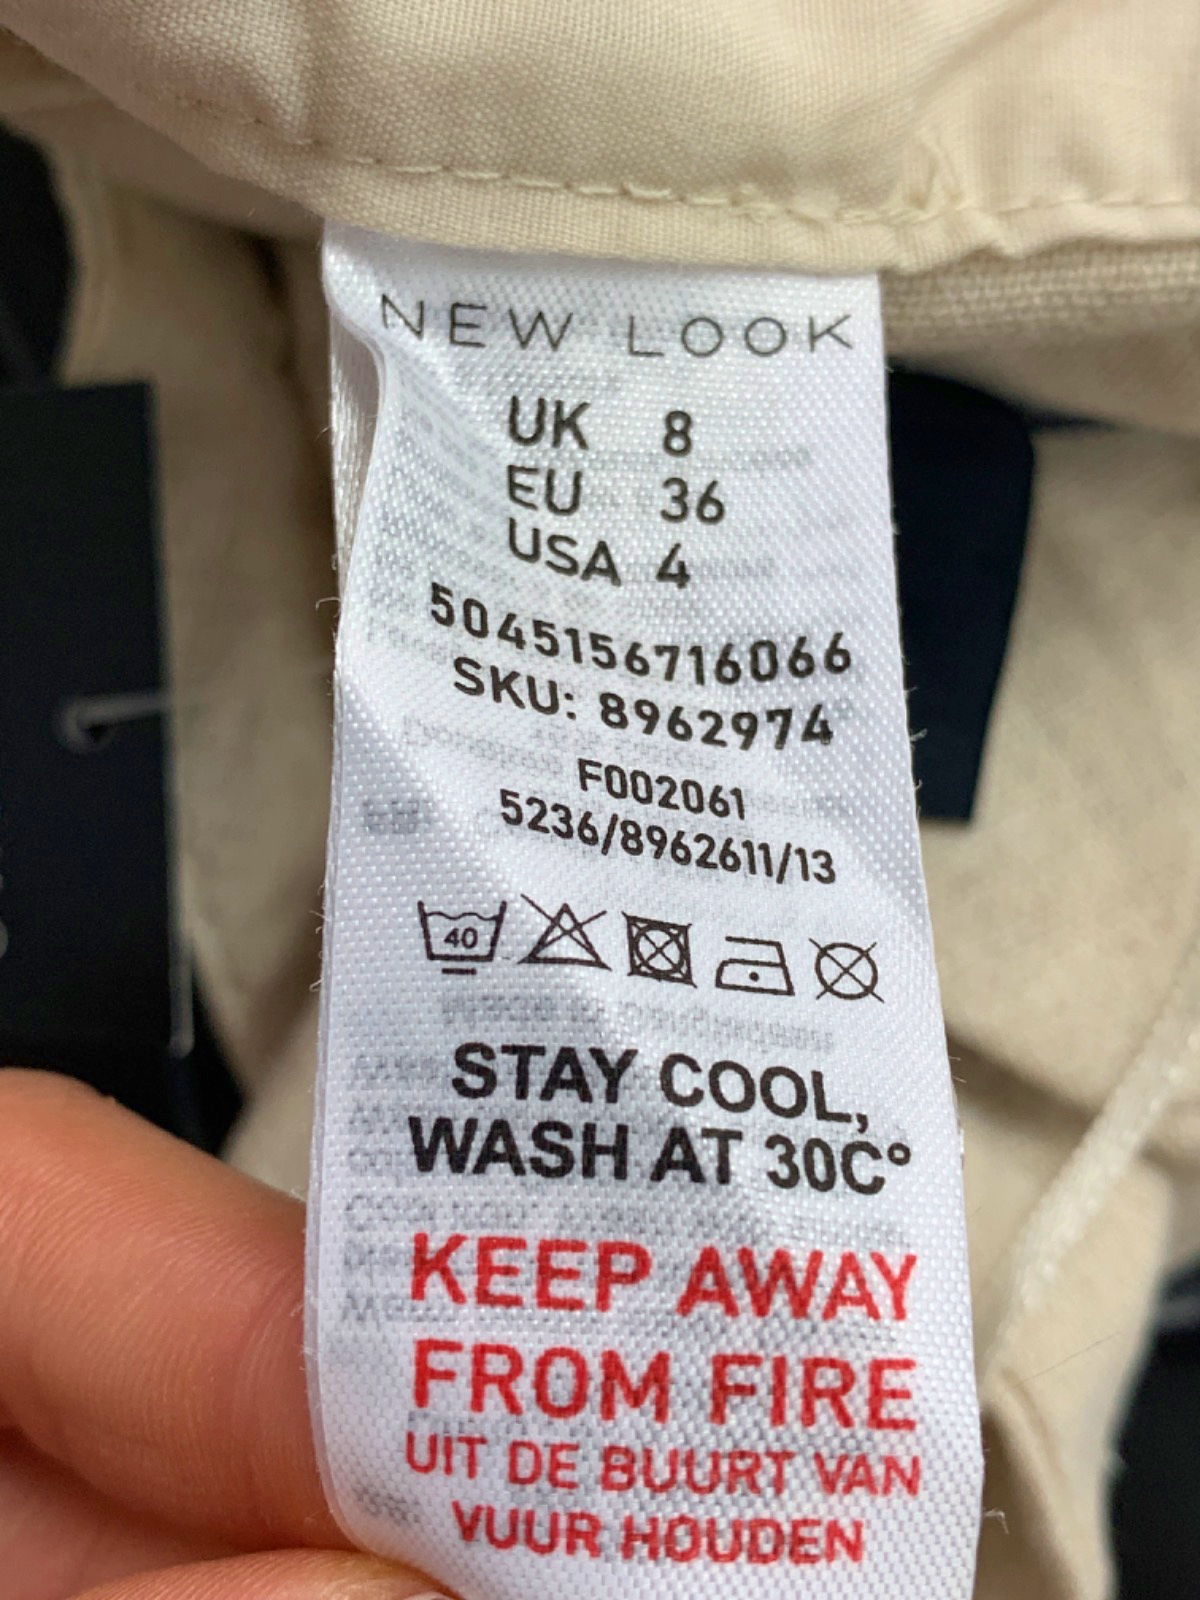 NEW LOOK
UK 8
EU 36
USA 4
5045156716066
SKU: 8962974
F002061
5236/8962611/13
40
STAY COOL,
WASH AT 30C°
KEEP AWAY
FROM FIRE
UIT DE BUURT VAN
VUUR HOUDEN